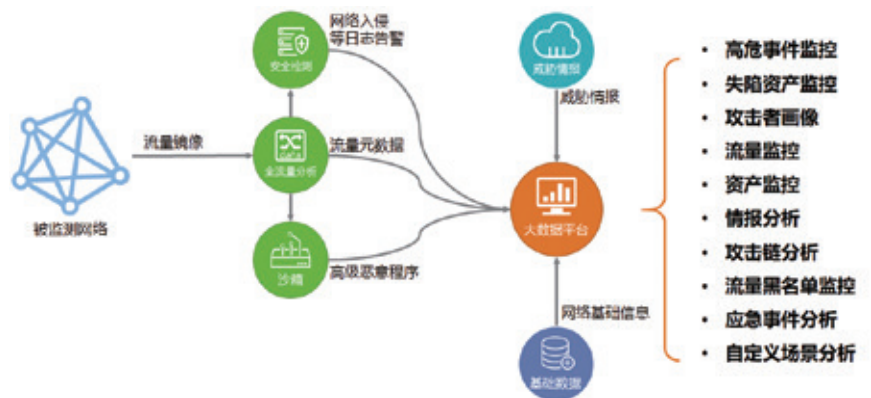 网络入侵
等日志告警
安全检测
流量镜像
DATA
全流量分析
流量元数据
被监测网络
沙箱
高级恶意程序
威胁情报
威胁情报
大数据平台
网络基础信息
基础数据
• 高危事件监控
• 失陷资产监控
• 攻击者画像
• 流量监控
• 资产监控
• 情报分析
• 攻击链分析
• 流量黑名单监控
• 应急事件分析
• 自定义场景分析